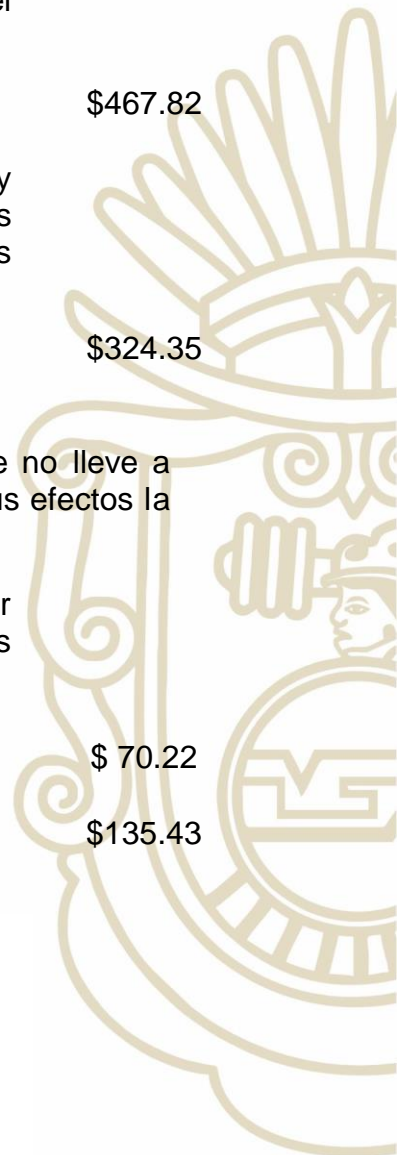 el
$467.82
y
s
s
$324.35
e no lleve a
us efectos la
r
s
$ 70.22
$135.43